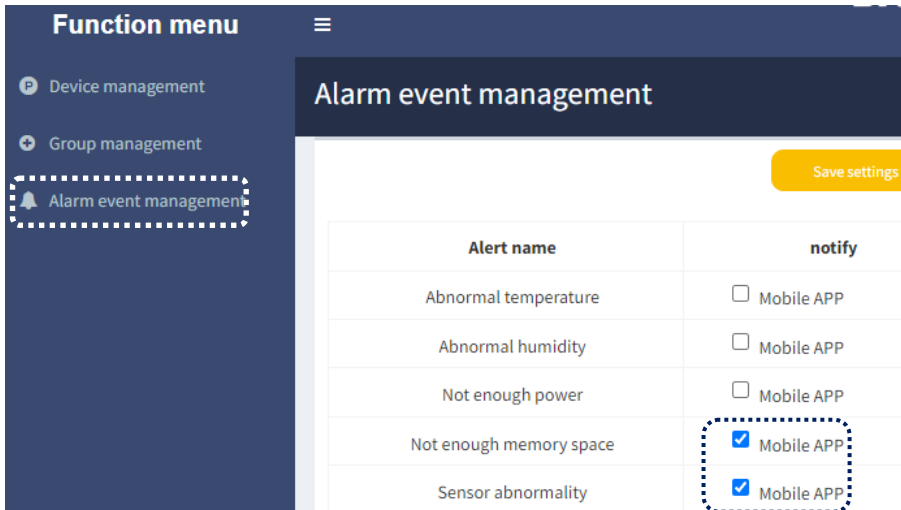 Function menu
Device management
Group management
Alarm event management
Alarm event management
Save settings
Alert name notify
Abnormal temperature Mobile APP
Abnormal humidity Mobile APP
Not enough power Mobile APP
Not enough memory space Mobile APP
Sensor abnormality Mobile APP